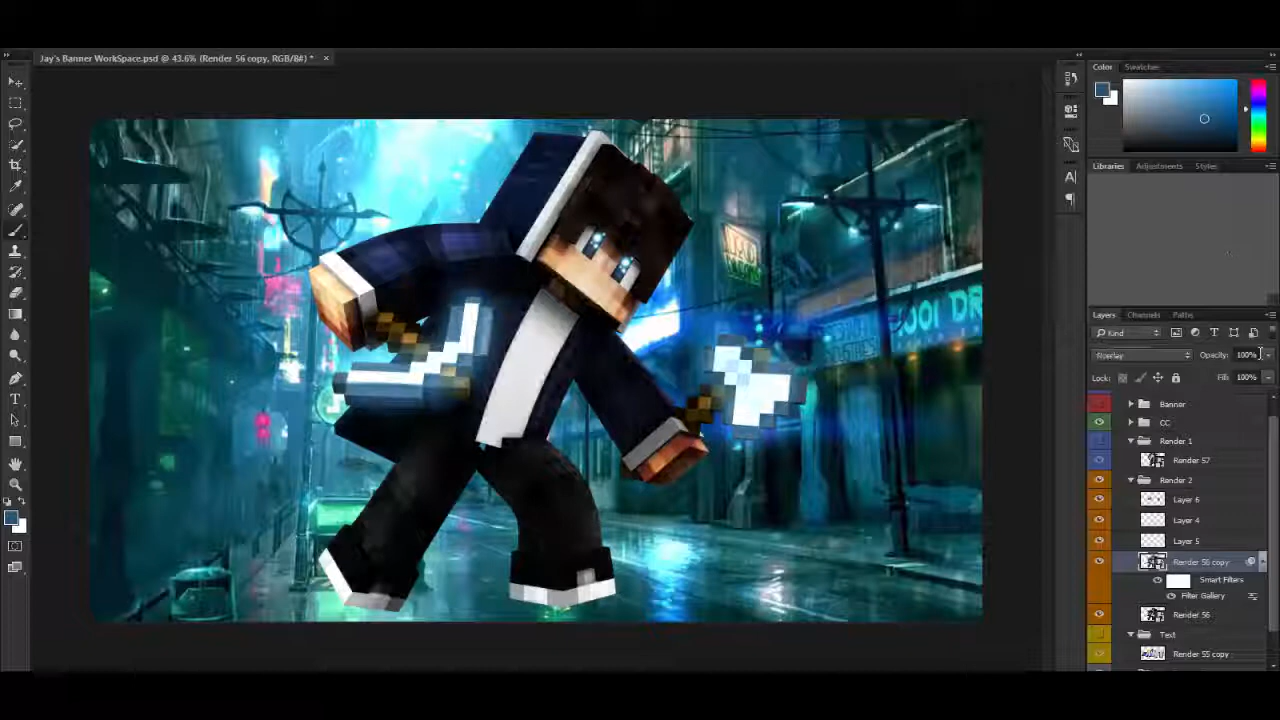 Jay's Banner WorkSpace.psd @ 43.6% (Render 56 copy, RGB/8#) *
Color Swatches
Libraries Adjustments Styles
Layers Channels Paths
Kind
Overlay Opacity: 100%
Lock: Fill: 100%
Banner
CC
Render 1
Render 57
Render 2
Layer 6
Layer 4
Layer 5
Render 56 copy
Smart Filters
Filter Gallery
Render 56
Text
Render 55 copy